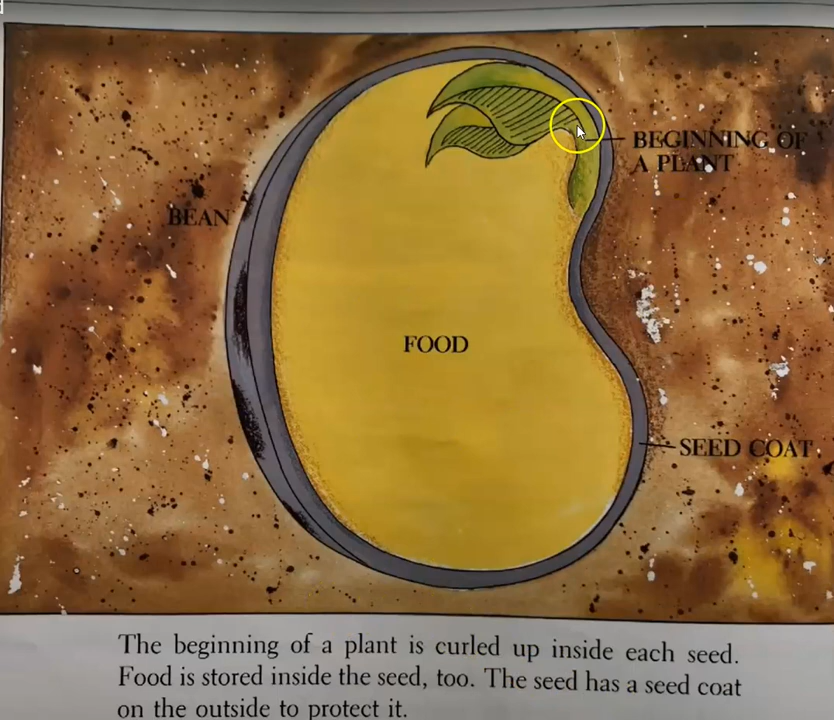 BEGINNING OF
A PLANT
BEAN
FOOD
SEED COAT
The beginning of a plant is curled up inside each seed.
Food is stored inside the seed, too. The seed has a seed coat
on the outside to protect it.